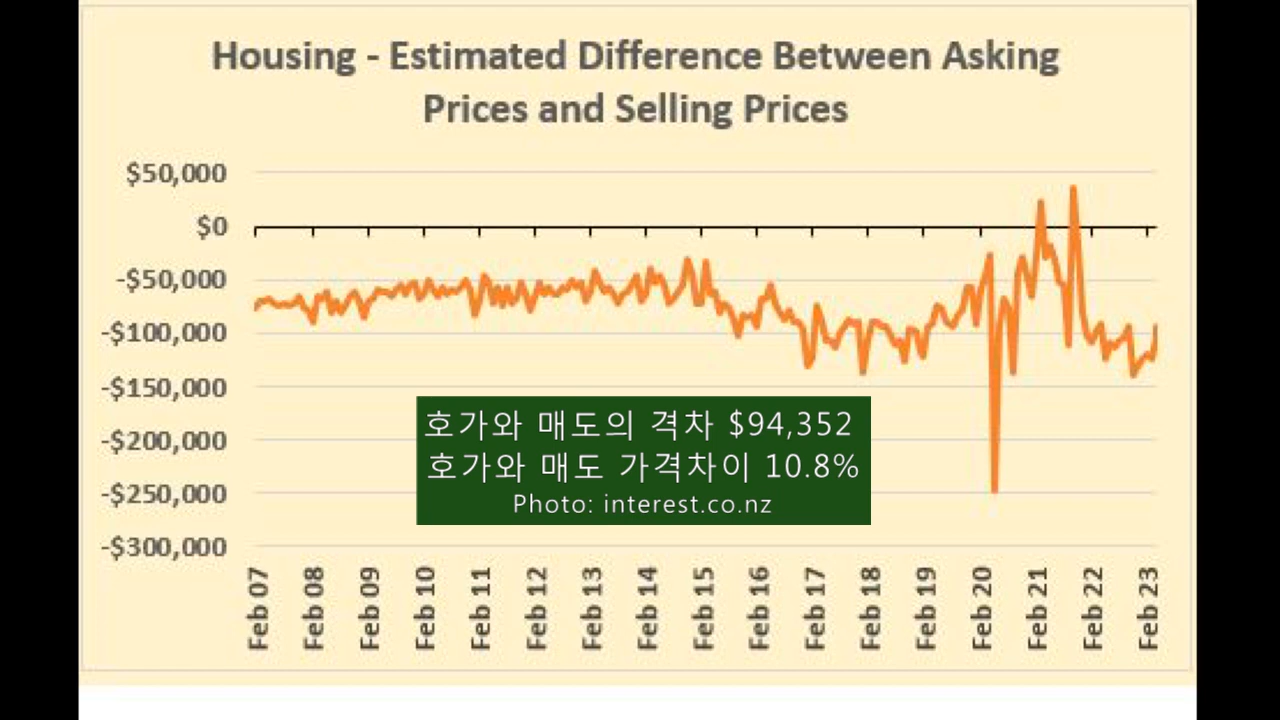 Housing - Estimated Difference Between Asking
Prices and Selling Prices
$50,000
$0
-$50,000
-$100,000
-$150,000
-$200,000
-$250,000
-$300,000
호가와 매도의 격차 $94,352
호가와 매도 가격차이 10.8%
Photo: interest.co.nz
Feb 07
Feb 08
Feb 09
Feb 10
Feb 11
Feb 12
Feb 13
Feb 14
Feb 15
Feb 16
Feb 17
Feb 18
Feb 19
Feb 20
Feb 21
Feb 22
Feb 23